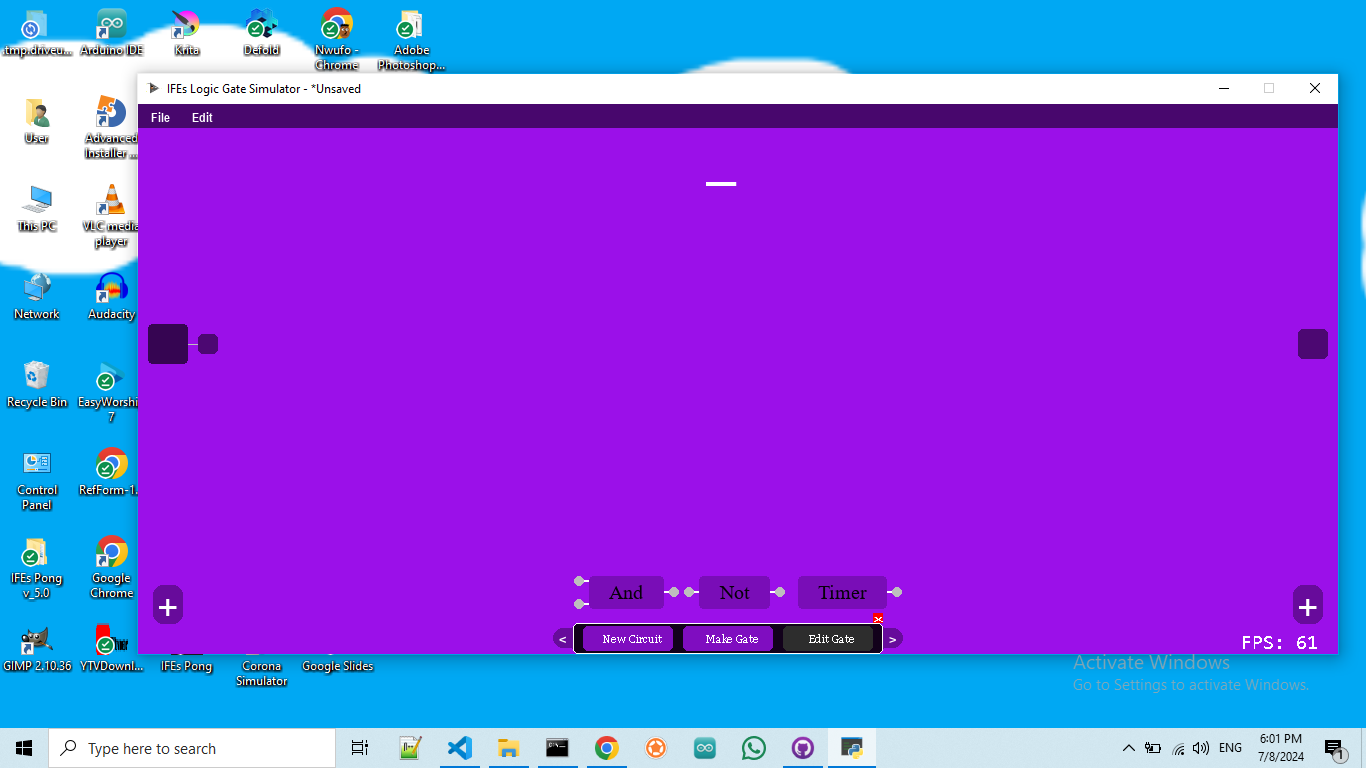 .tmp.driveu...
Arduino IDE
Krita
Defold
Nwufo -
Chrome
Adobe
Photoshop...
IFEs Logic Gate Simulator - *Unsaved
File
Edit
User
Advanced
Installer ...
This PC
VLC media
player
Network
Audacity
Recycle Bin
EasyWorshi
7
Control
Panel
RefForm-1.
IFEs Pong
v_5.0
Google
Chrome
GIMP 2.10.36
YTVDownl...
IFEs Pong
Corona
Simulator
Google Slides
And
Not
Timer
+
+
x
<
New Circuit
Make Gate
Edit Gate
>
FPS: 61
Activate Windows
Go to Settings to activate Windows.
Type here to search
ENG
6:01 PM
7/8/2024
1